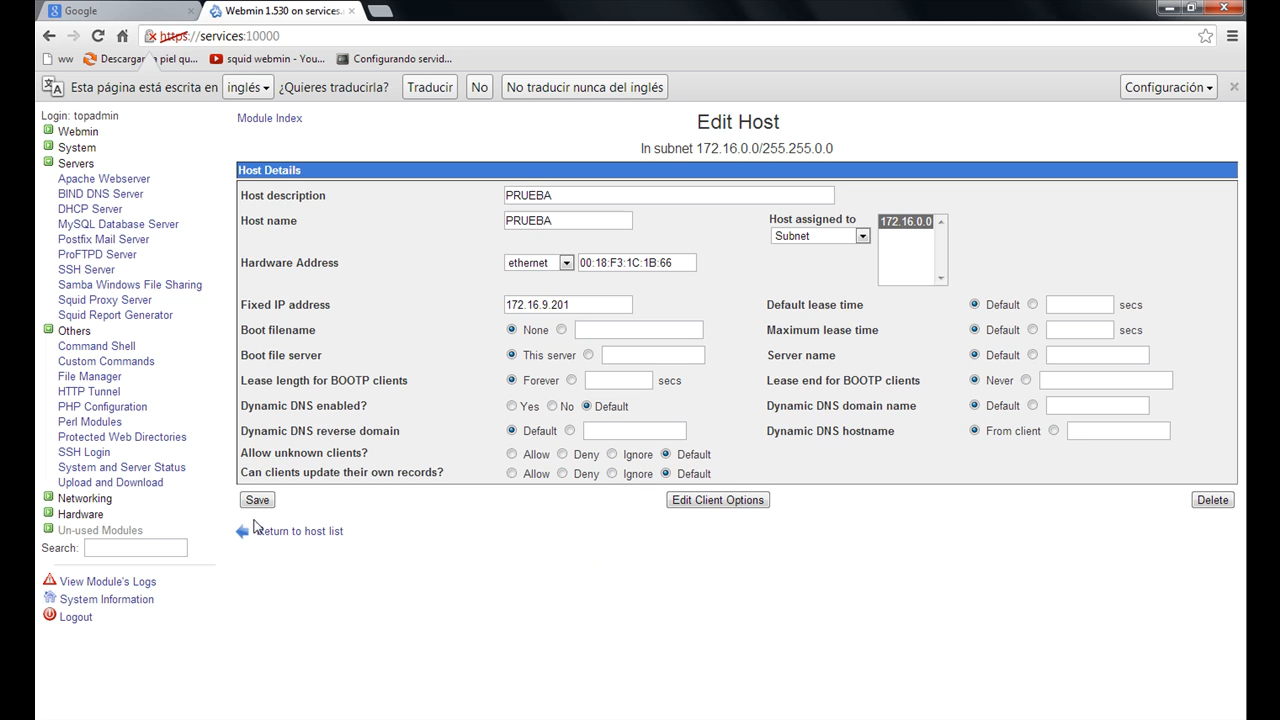 Google
Webmin 1.530 on services.
https://services:10000
ww
Descargar
a piel qu...
squid webmin - You...
Configurando servid...
Esta página está escrita en inglés ¿Quieres traducirla? Traducir No No traducir nunca del inglés Configuración
Login: topadmin
Webmin
System
Servers
Apache Webserver
BIND DNS Server
DHCP Server
MySQL Database Server
Postfix Mail Server
ProFTPD Server
SSH Server
Samba Windows File Sharing
Squid Proxy Server
Squid Report Generator
Others
Command Shell
Custom Commands
File Manager
HTTP Tunnel
PHP Configuration
Perl Modules
Protected Web Directories
SSH Login
System and Server Status
Upload and Download
Networking
Hardware
Un-used Modules
Search:
View Module's Logs
System Information
Logout
Module Index
Edit Host
In subnet 172.16.0.0/255.255.0.0
Host Details
Host description PRUEBA
Host name PRUEBA
Host assigned to
Subnet
172.16.0.0
Hardware Address ethernet 00:18:F3:1C:1B:66
Fixed IP address 172.16.9.201 Default lease time Default secs
Boot filename None Maximum lease time Default secs
Boot file server This server Server name Default
Lease length for BOOTP clients Forever secs Lease end for BOOTP clients Never
Dynamic DNS enabled? Yes No Default Dynamic DNS domain name Default
Dynamic DNS reverse domain Default Dynamic DNS hostname From client
Allow unknown clients? Allow Deny Ignore Default
Can clients update their own records? Allow Deny Ignore Default
Save Edit Client Options Delete
Return to host list